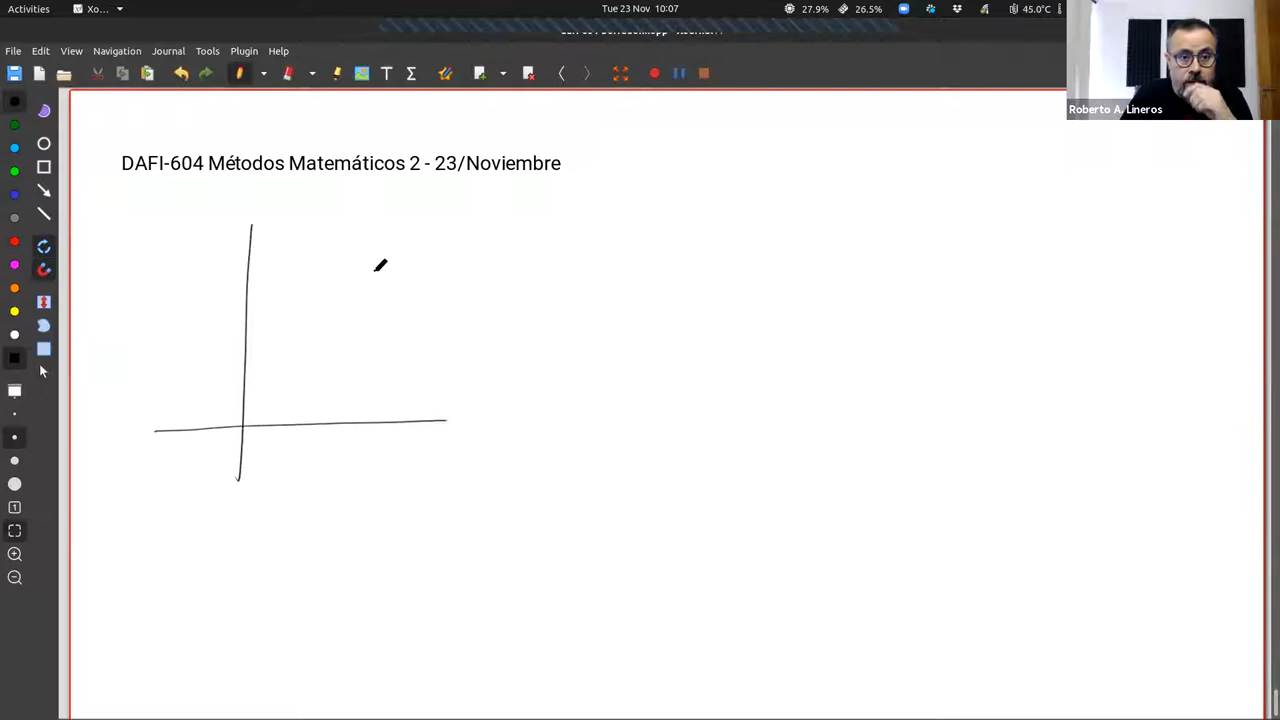 Activities
Xo...
Tue 23 Nov 10:07
27.9%
26.5%
45.0°C
File Edit View Navigation Journal Tools Plugin Help
Roberto A. Lineros
DAFI-604 Métodos Matemáticos 2 - 23/Noviembre